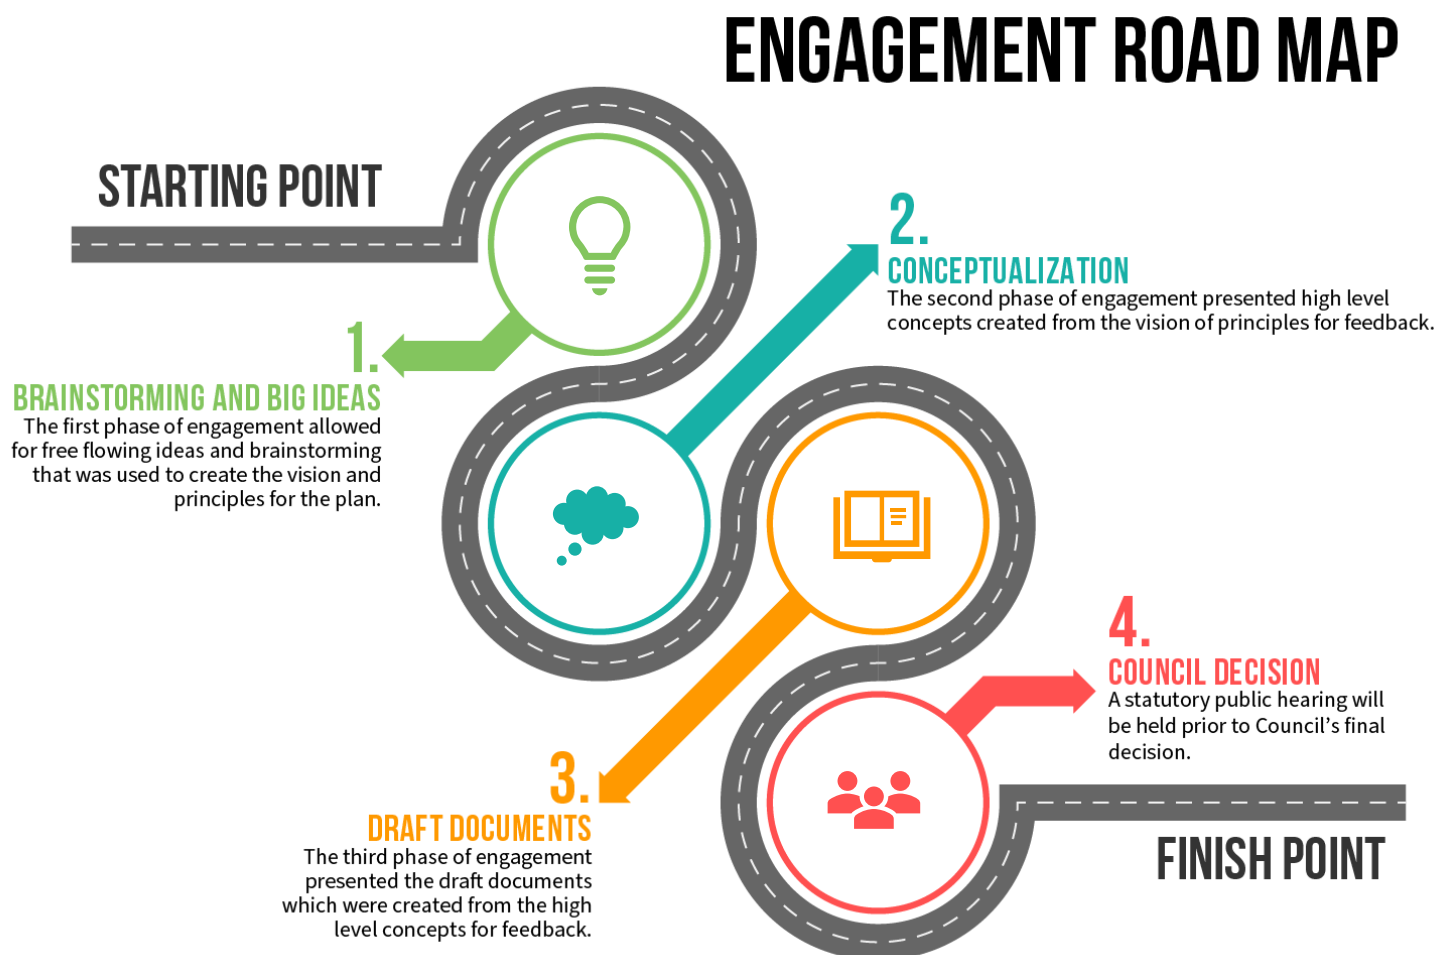 ENGAGEMENT ROAD MAP
STARTING POINT
1.
BRAINSTORMING AND BIG IDEAS
The first phase of engagement allowed
for free flowing ideas and brainstorming
that was used to create the vision and
principles for the plan.
2.
CONCEPTUALIZATION
The second phase of engagement presented high level
concepts created from the vision of principles for feedback.
3.
DRAFT DOCUMENTS
The third phase of engagement
presented the draft documents
which were created from the high
level concepts for feedback.
4.
COUNCIL DECISION
A statutory public hearing will
be held prior to Council’s final
decision.
FINISH POINT